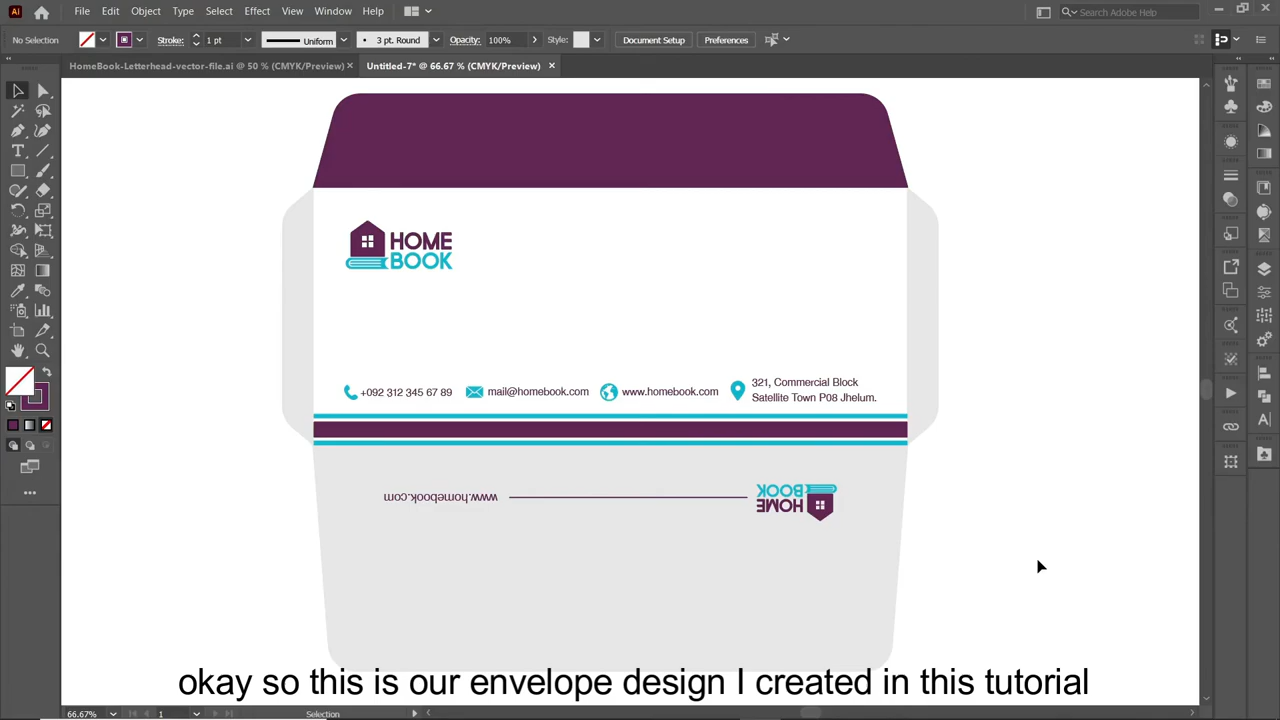 Ai
File Edit Object Type Select Effect View Window Help
Search Adobe Help
No Selection
Stroke: 1 pt
Uniform
3 pt. Round
Opacity: 100%
Style:
Document Setup
Preferences
HomeBook-Letterhead-vector-file.ai @ 50 % (CMYK/Preview)
Untitled-7* @ 66.67 % (CMYK/Preview)
HOME
BOOK
+092 312 345 67 89
mail@homebook.com
www.homebook.com
321, Commercial Block
Satellite Town P08 Jhelum.
www.homebook.com
HOME
BOOK
okay so this is our envelope design I created in this tutorial
66.67%
1
Selection